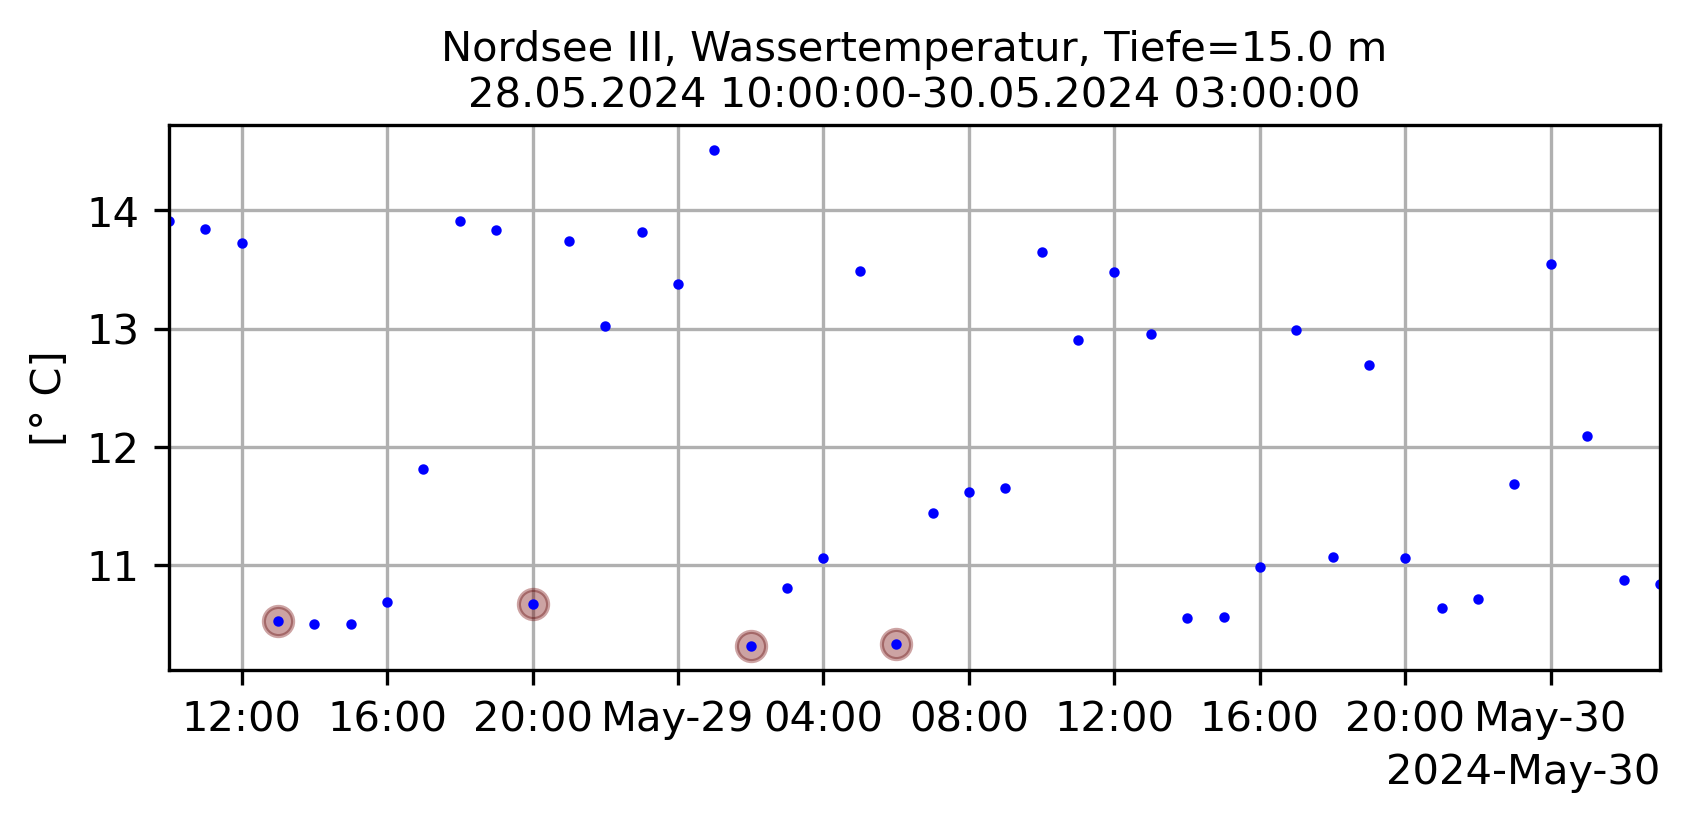 Nordsee III, Wassertemperatur, Tiefe=15.0 m
28.05.2024 10:00:00-30.05.2024 03:00:00
14
13
12
11
[° C]
12:00 16:00 20:00 May-29 04:00 08:00 12:00 16:00 20:00 May-30
2024-May-30